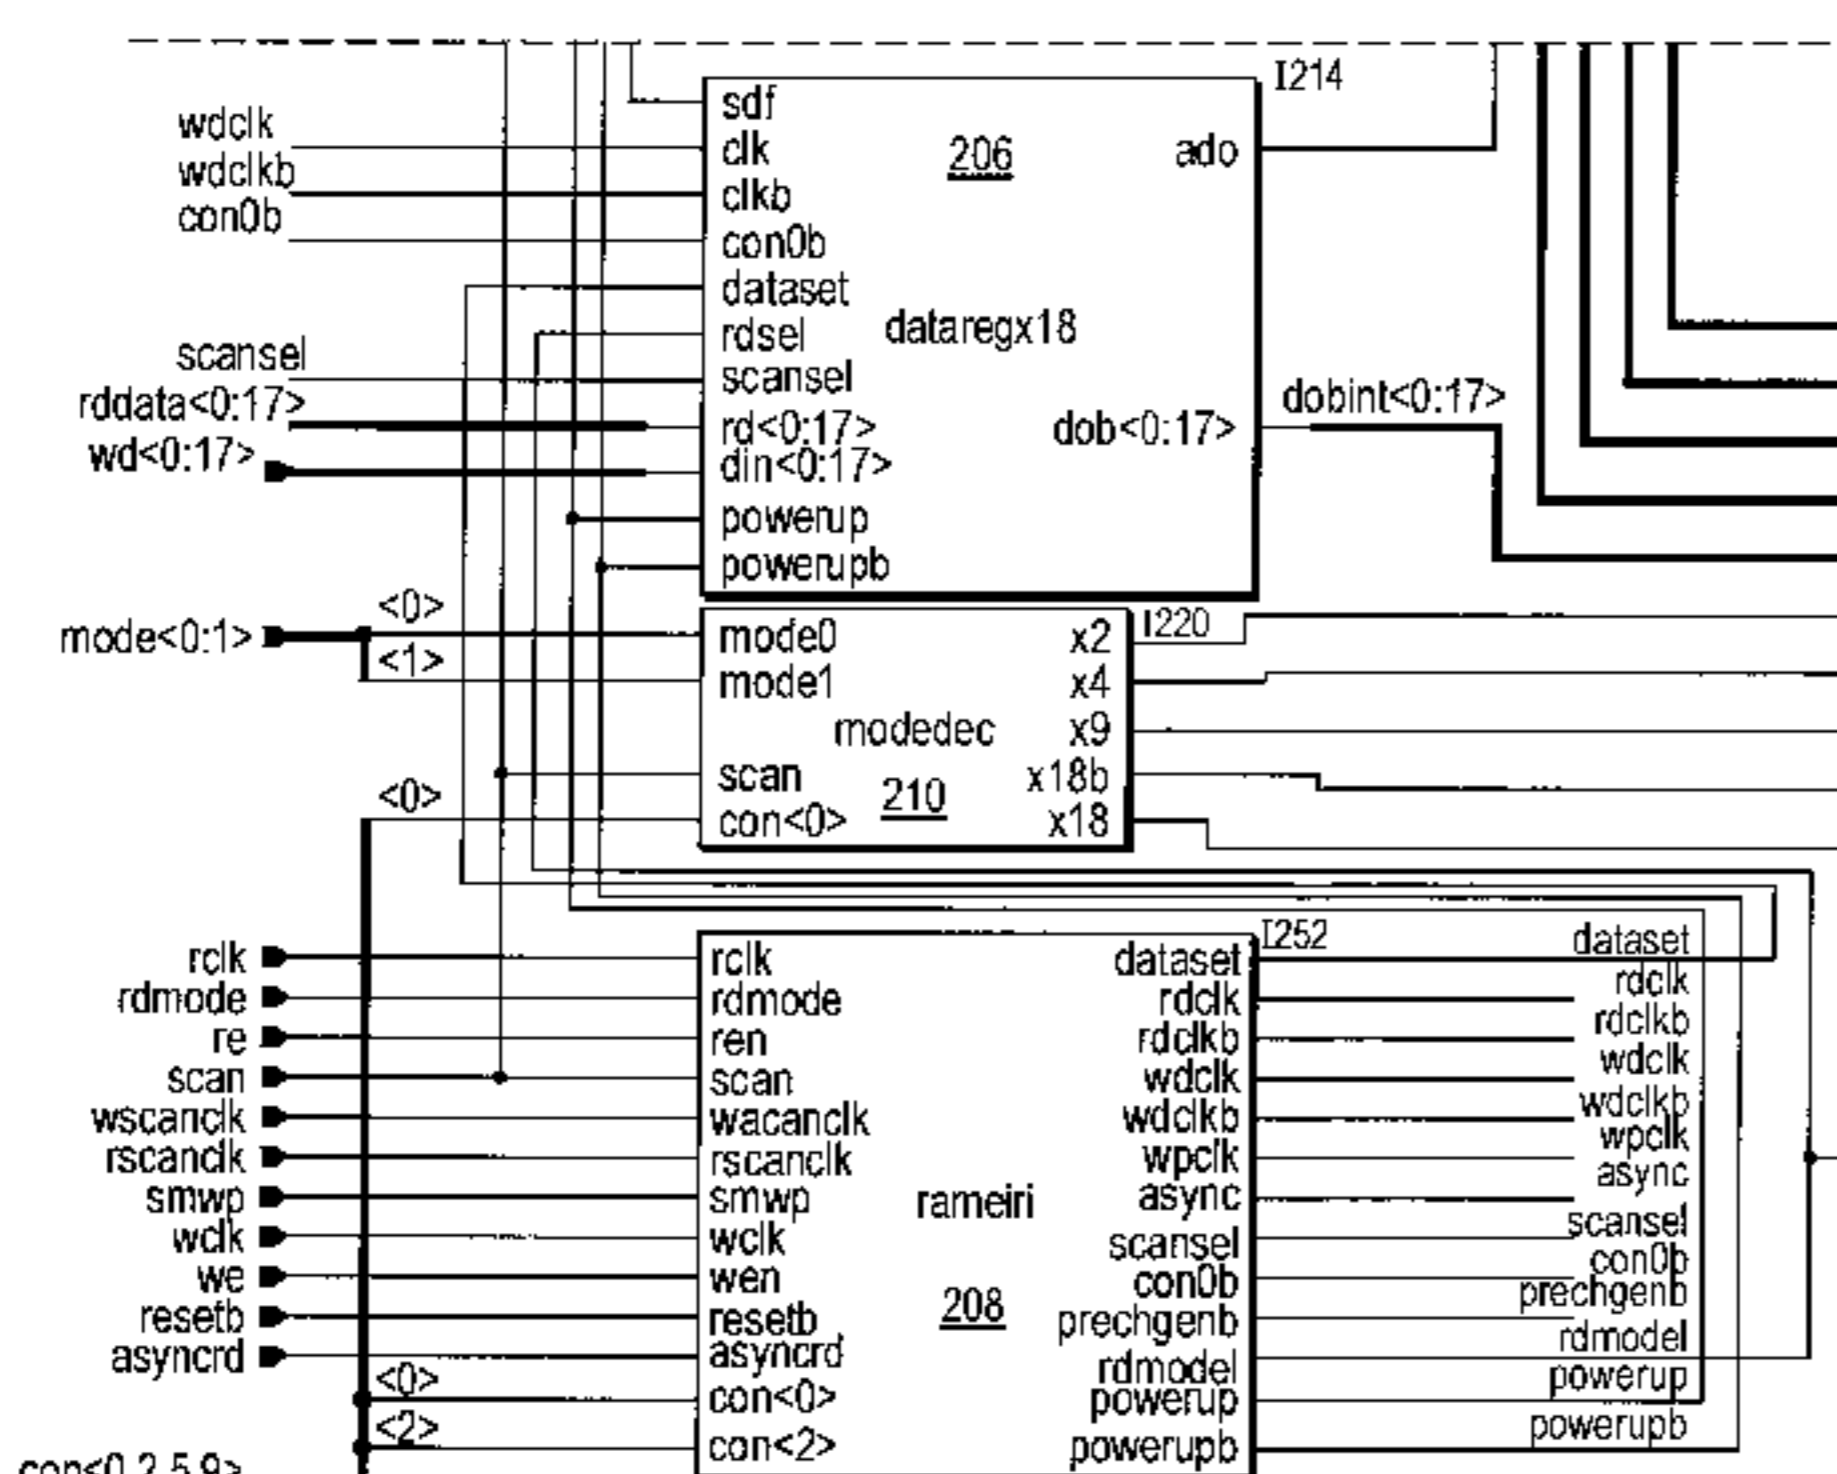 I214
sdf
wdclk
clk
206
ado
wdclkb
clkb
con0b
con0b
dataset
rdsel
dataregx18
scansel
scansel
rddata<0:17>
rd<0:17>
dob<0:17>
dobint<0:17>
wd<0:17>
din<0:17>
powerup
powerupb
<0>
I220
mode<0:1>
mode0
x2
<1>
mode1
x4
modedec
x9
scan
x18b
<0>
con<0>
210
x18
I252
dataset
rclk
rclk
dataset
rdclk
rdmode
rdmode
rdclk
rdclkb
re
ren
rdclkb
wdclk
scan
scan
wdclk
wdclkb
wscanclk
wacanclk
wdclkb
wpclk
rscanclk
rscanclk
wpclk
async
smwp
smwp
rameiri
async
scansel
wclk
wclk
scansel
con0b
we
wen
con0b
prechgenb
resetb
resetb
208
prechgenb
rdmodel
asyncrd
asyncrd
rdmodel
powerup
<0>
con<0>
powerup
powerupb
<2>
con<2>
powerupb
con<0,2,5,9>